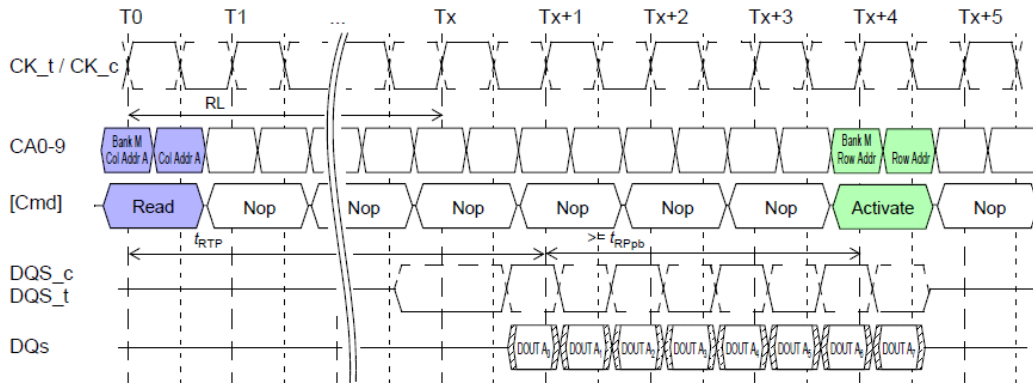 T0 T1 ... Tx Tx+1 Tx+2 Tx+3 Tx+4 Tx+5
CK_t / CK_c
RL
CA0-9 Bank M Col Addr A Col Addr A Bank M Row Addr Row Addr
[Cmd] Read Nop Nop Nop Nop Nop Nop Activate Nop
tRTP >= tRPpb
DQS_c
DQS_t
DQs DOUT A0 DOUT A1 DOUT A2 DOUT A3 DOUT A4 DOUT A5 DOUT A6 DOUT A7